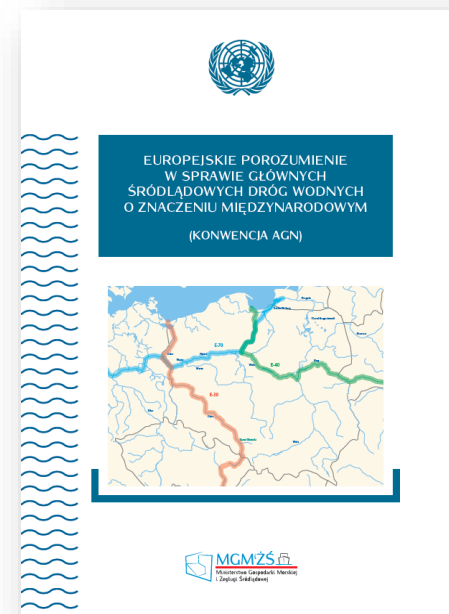 EUROPEJSKIE POROZUMIENIE
W SPRAWIE GŁÓWNYCH
ŚRÓDLĄDOWYCH DRÓG WODNYCH
O ZNACZENIU MIĘDZYNARODOWYM
(KONWENCJA AGN)
E-70
E-40
E-30
MGMiŻŚ
Ministerstwo Gospodarki Morskiej
i Żeglugi Śródlądowej